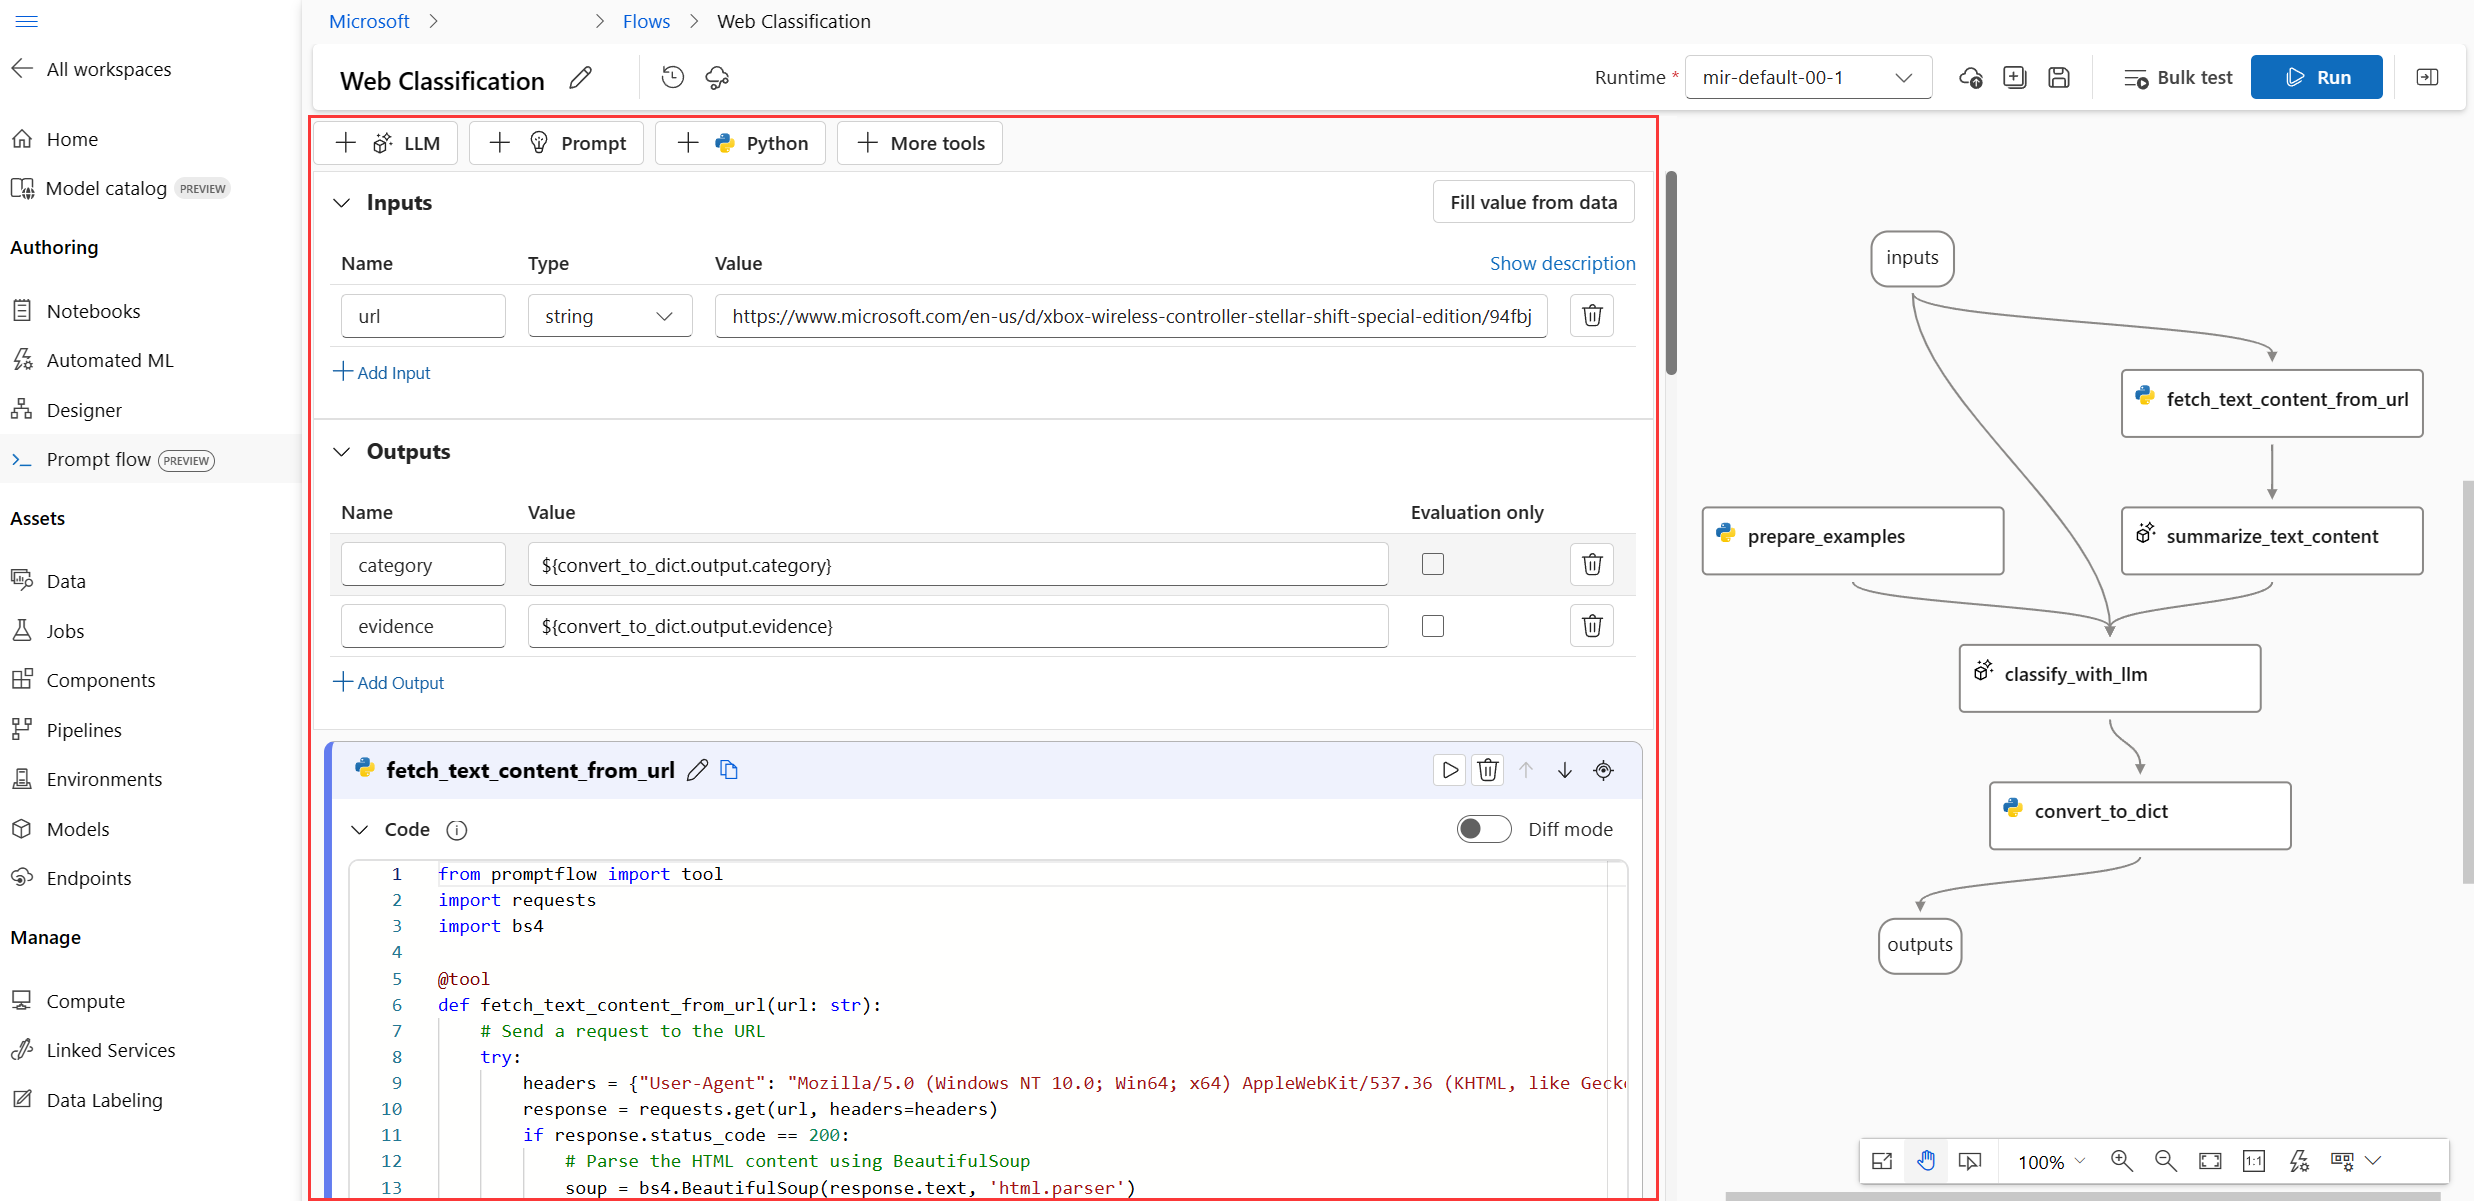 Microsoft > > Flows > Web Classification
All workspaces
Home
Model catalog PREVIEW
Authoring
Notebooks
Automated ML
Designer
Prompt flow PREVIEW
Assets
Data
Jobs
Components
Pipelines
Environments
Models
Endpoints
Manage
Compute
Linked Services
Data Labeling
Web Classification
Runtime * mir-default-00-1
Bulk test
Run
+ LLM
+ Prompt
+ Python
+ More tools
Inputs
Fill value from data
Name Type Value Show description
url string https://www.microsoft.com/en-us/d/xbox-wireless-controller-stellar-shift-special-edition/94fbj
+ Add Input
Outputs
Name Value Evaluation only
category ${convert_to_dict.output.category}
evidence ${convert_to_dict.output.evidence}
+ Add Output
fetch_text_content_from_url
Code Diff mode
1 from promptflow import tool
2 import requests
3 import bs4
4
5 @tool
6 def fetch_text_content_from_url(url: str):
7 # Send a request to the URL
8 try:
9 headers = {"User-Agent": "Mozilla/5.0 (Windows NT 10.0; Win64; x64) AppleWebKit/537.36 (KHTML, like Gecko
10 response = requests.get(url, headers=headers)
11 if response.status_code == 200:
12 # Parse the HTML content using BeautifulSoup
13 soup = bs4.BeautifulSoup(response.text, 'html.parser')
inputs
fetch_text_content_from_url
prepare_examples
summarize_text_content
classify_with_llm
convert_to_dict
outputs
100%
1:1